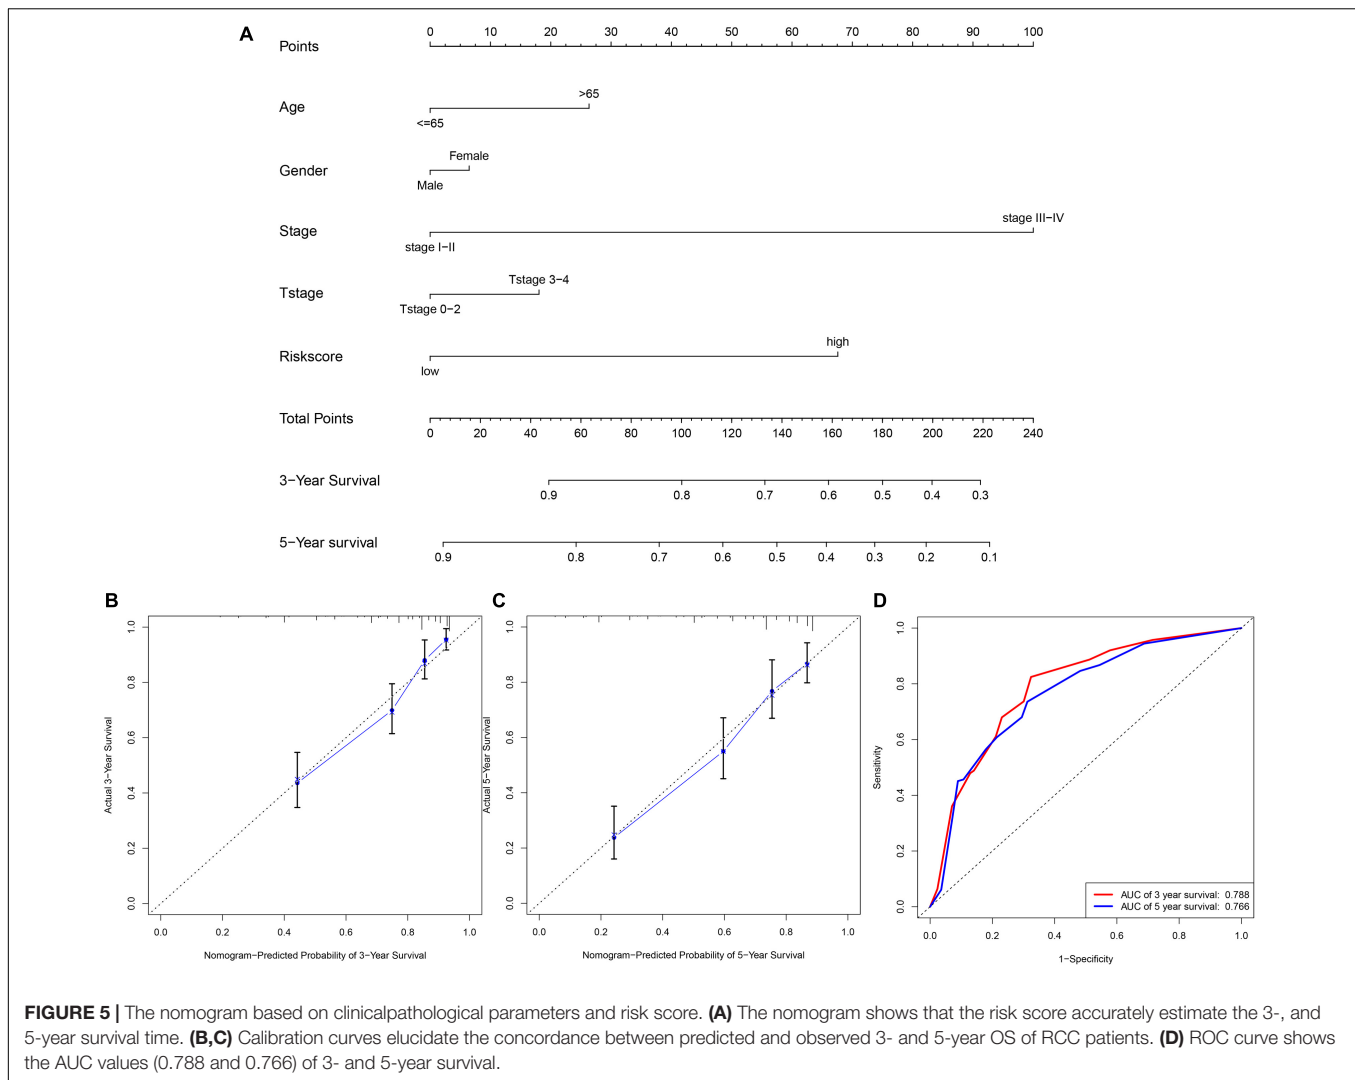 A
Points
0 10 20 30 40 50 60 70 80 90 100
Age
>65
<=65
Gender
Female
Male
Stage
stage III−IV
stage I−II
Tstage
Tstage 3−4
Tstage 0−2
Riskscore
high
low
Total Points
0 20 40 60 80 100 120 140 160 180 200 220 240
3−Year Survival
0.9 0.8 0.7 0.6 0.5 0.4 0.3
5−Year survival
0.9 0.8 0.7 0.6 0.5 0.4 0.3 0.2 0.1
B
Actual 3−Year Survival
0.0 0.2 0.4 0.6 0.8 1.0
0.0 0.2 0.4 0.6 0.8 1.0
Nomogram−Predicted Probability of 3−Year Survival
C
Actual 5−Year Survival
0.0 0.2 0.4 0.6 0.8 1.0
0.0 0.2 0.4 0.6 0.8 1.0
Nomogram−Predicted Probability of 5−Year Survival
D
Sensitivity
0.0 0.2 0.4 0.6 0.8 1.0
AUC of 3 year survival: 0.788
AUC of 5 year survival: 0.766
0.0 0.2 0.4 0.6 0.8 1.0
1−Specificity
FIGURE 5 | The nomogram based on clinicalpathological parameters and risk score. (A) The nomogram shows that the risk score accurately estimate the 3-, and
5-year survival time. (B,C) Calibration curves elucidate the concordance between predicted and observed 3- and 5-year OS of RCC patients. (D) ROC curve shows
the AUC values (0.788 and 0.766) of 3- and 5-year survival.